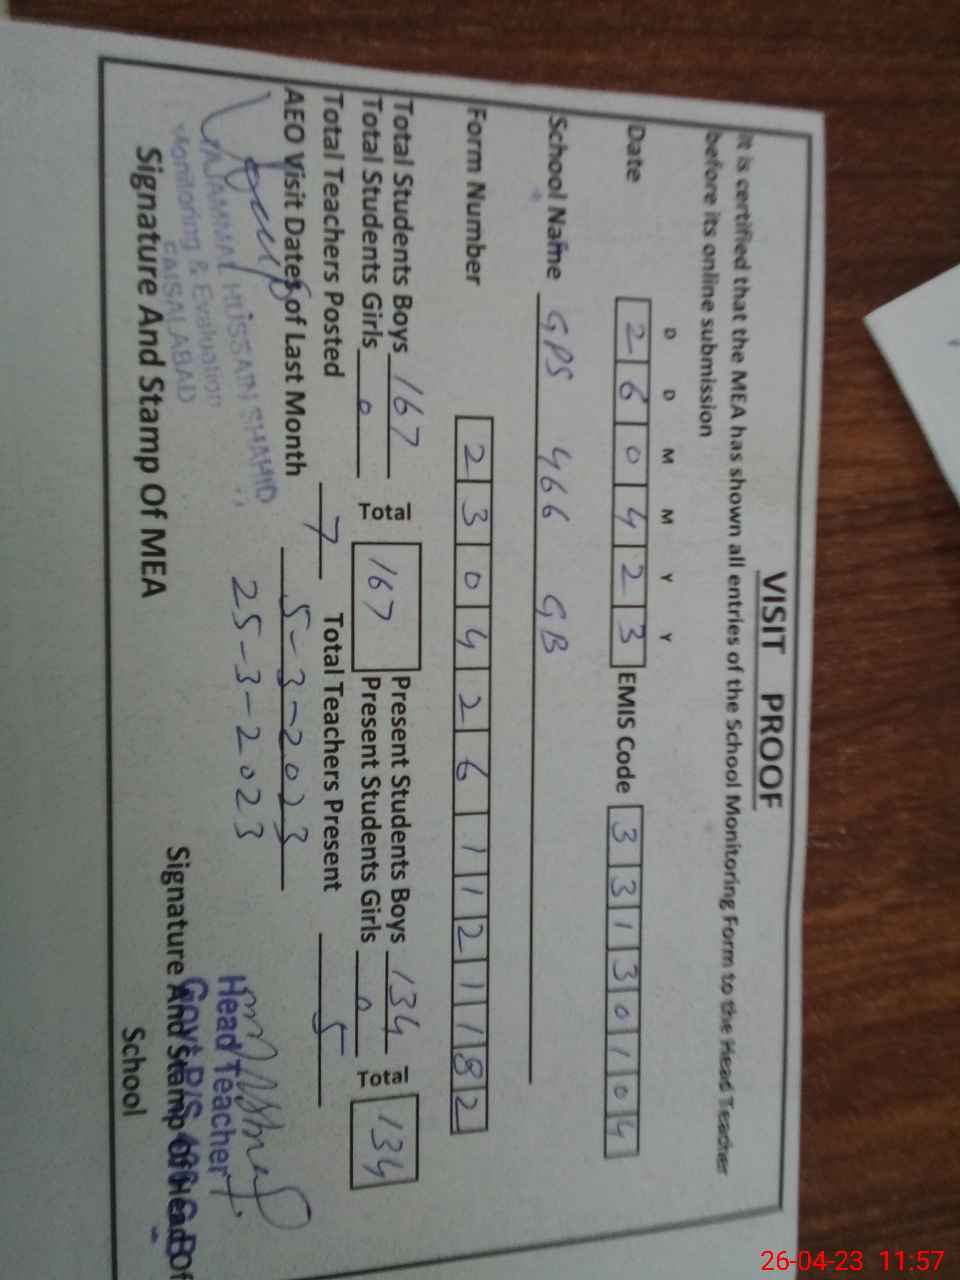 VISIT PROOF
It is certified that the MEA has shown all entries of the School Monitoring Form to the Head Teacher
before its online submission
D D M M Y Y
Date 2 6 0 4 2 3 EMIS Code 3 3 1 3 0 1 0 4
School Name GPS 466 GB
Form Number 2 3 0 4 2 6 1 1 2 1 1 8 2
Total Students Boys 167 Total 167 Present Students Boys 134 Total 134
Total Students Girls 0 Present Students Girls 0
Total Teachers Posted 7 Total Teachers Present 5
AEO Visit Dates of Last Month 5-3-2023
25-3-2023
TAJAMMAL HUSSAIN SHAHID
Monitoring & Evaluation
FAISALABAD
Signature And Stamp Of MEA
Head Teacher
Govt P/S 466 G.B
Signature And Stamp Of Head Of
School
26-04-23 11:57